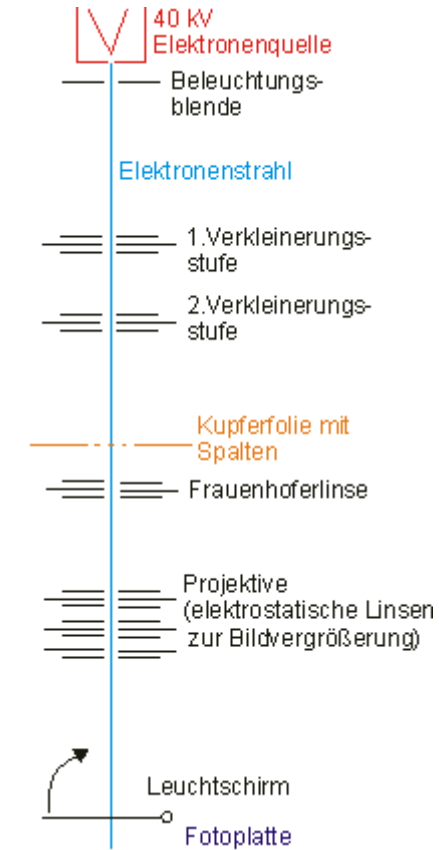 40 kV
Elektronenquelle
Beleuchtungs-
blende
Elektronenstrahl
1.Verkleinerungs-
stufe
2.Verkleinerungs-
stufe
Kupferfolie mit
Spalten
Frauenhoferlinse
Projektive
(elektrostatische Linsen
zur Bildvergrößerung)
Leuchtschirm
Fotoplatte